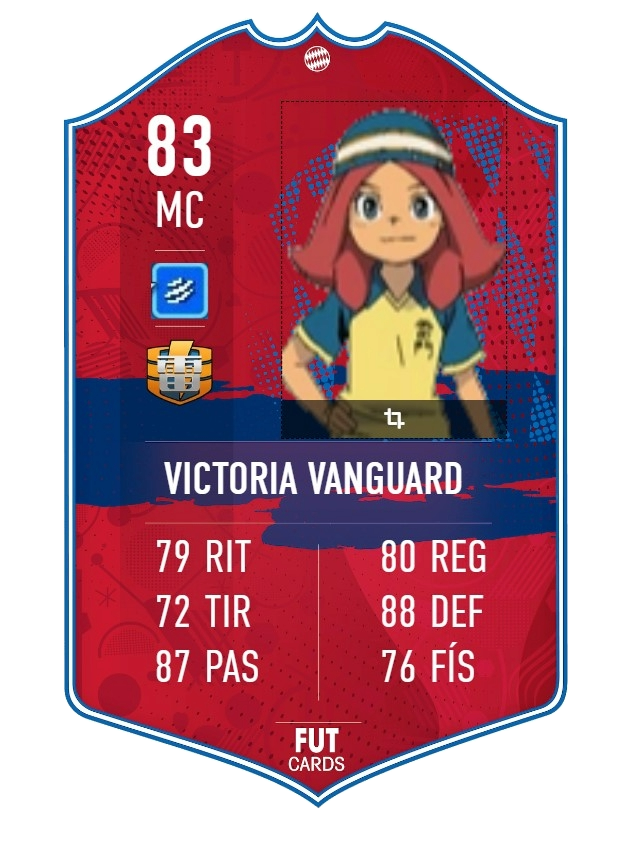 83
MC
VICTORIA VANGUARD
79 RIT
80 REG
72 TIR
88 DEF
87 PAS
76 FÍS
FUT
CARDS